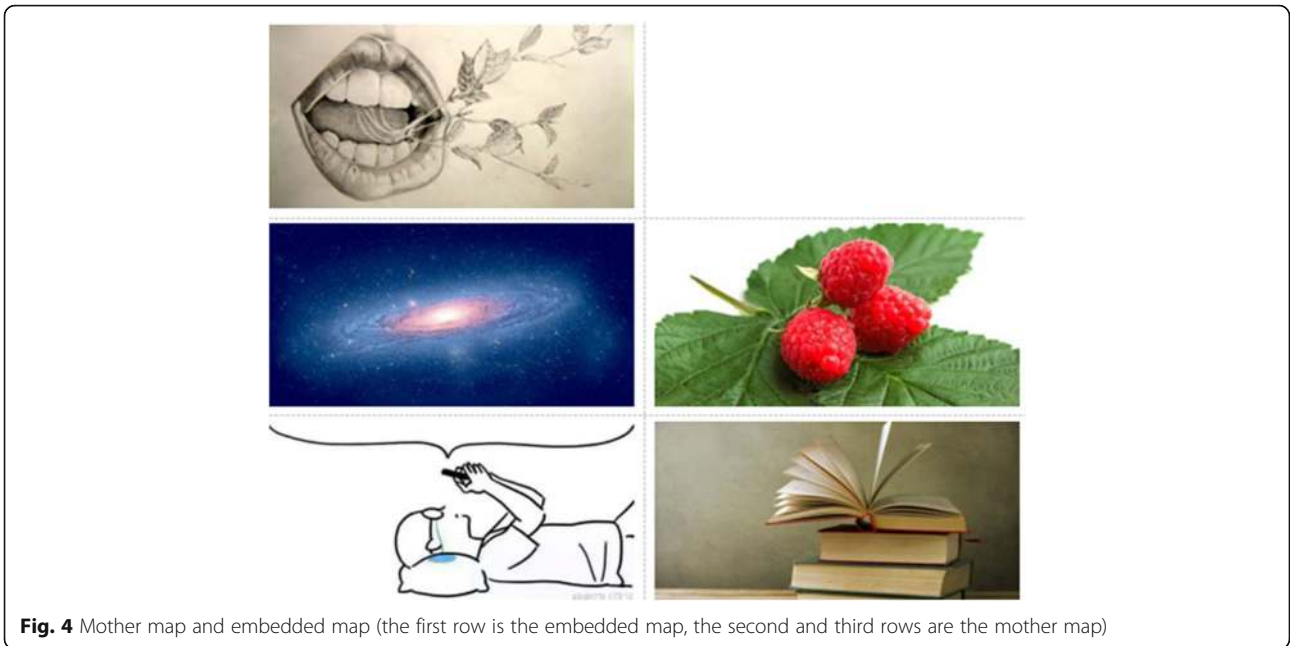 Fig. 4 Mother map and embedded map (the first row is the embedded map, the second and third rows are the mother map)